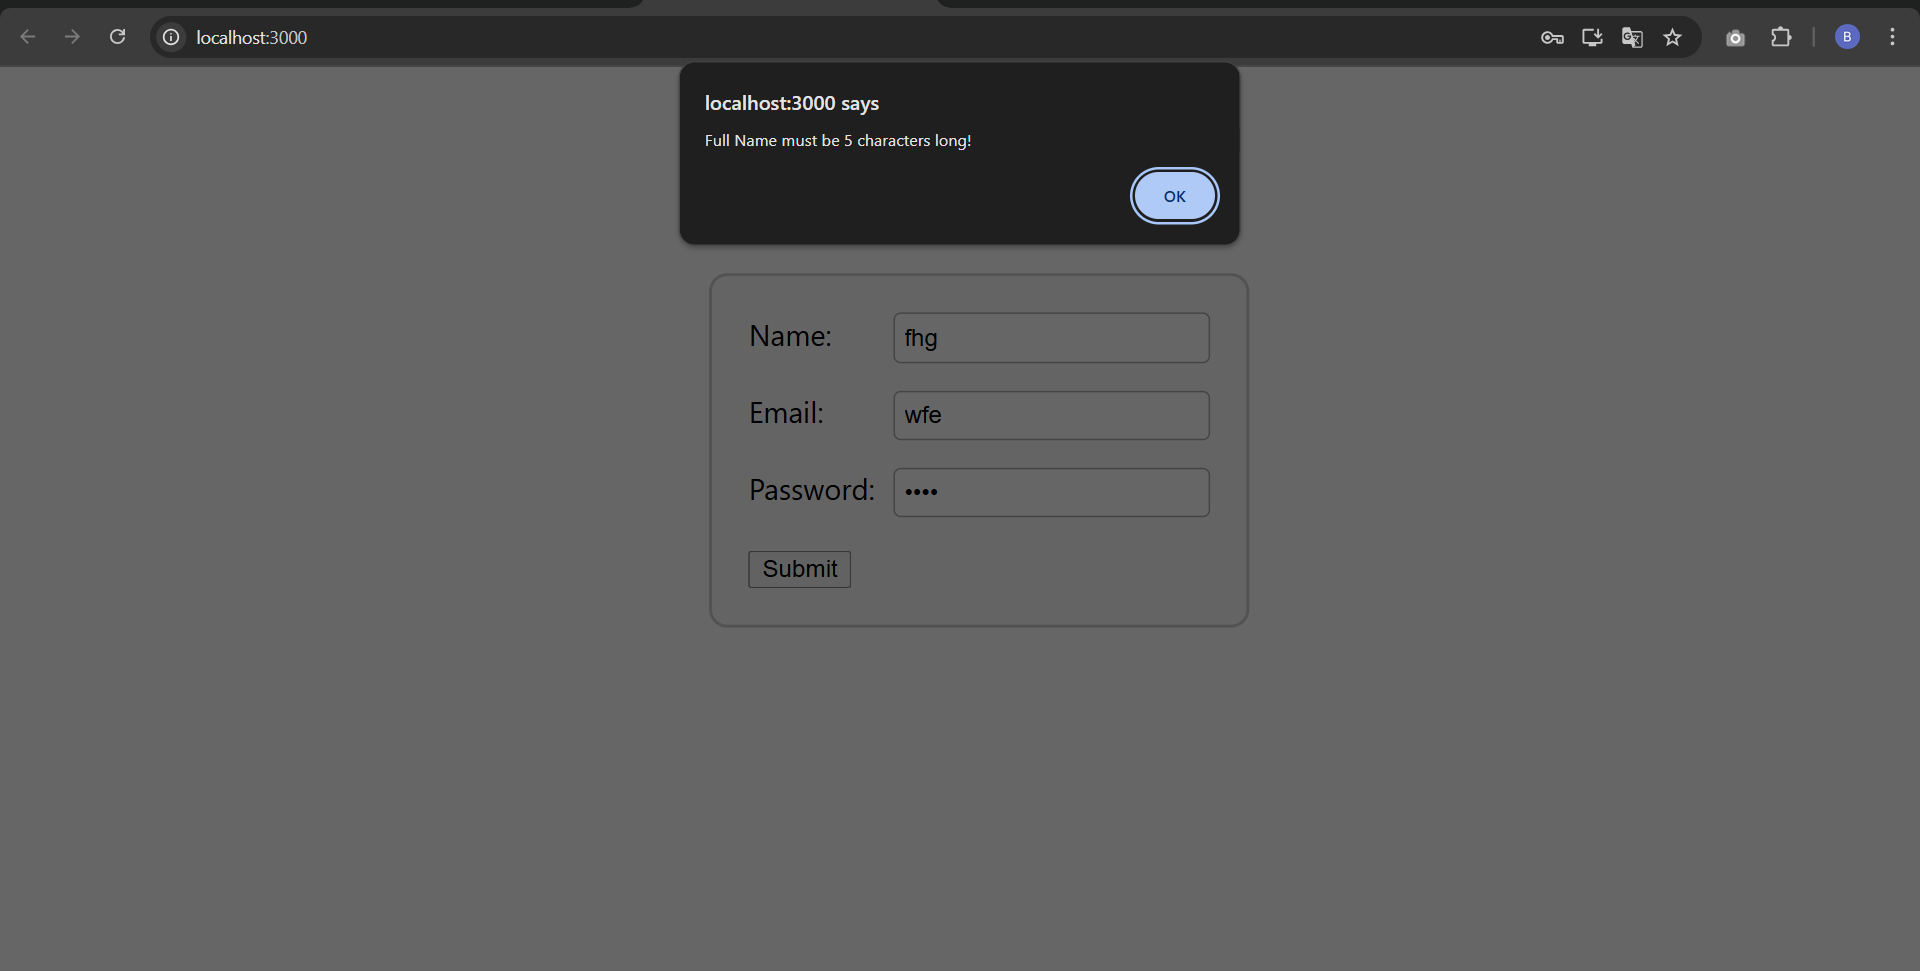 localhost:3000
B
localhost:3000 says
Full Name must be 5 characters long!
OK
Name: fhg
Email: wfe
Password: ••••
Submit